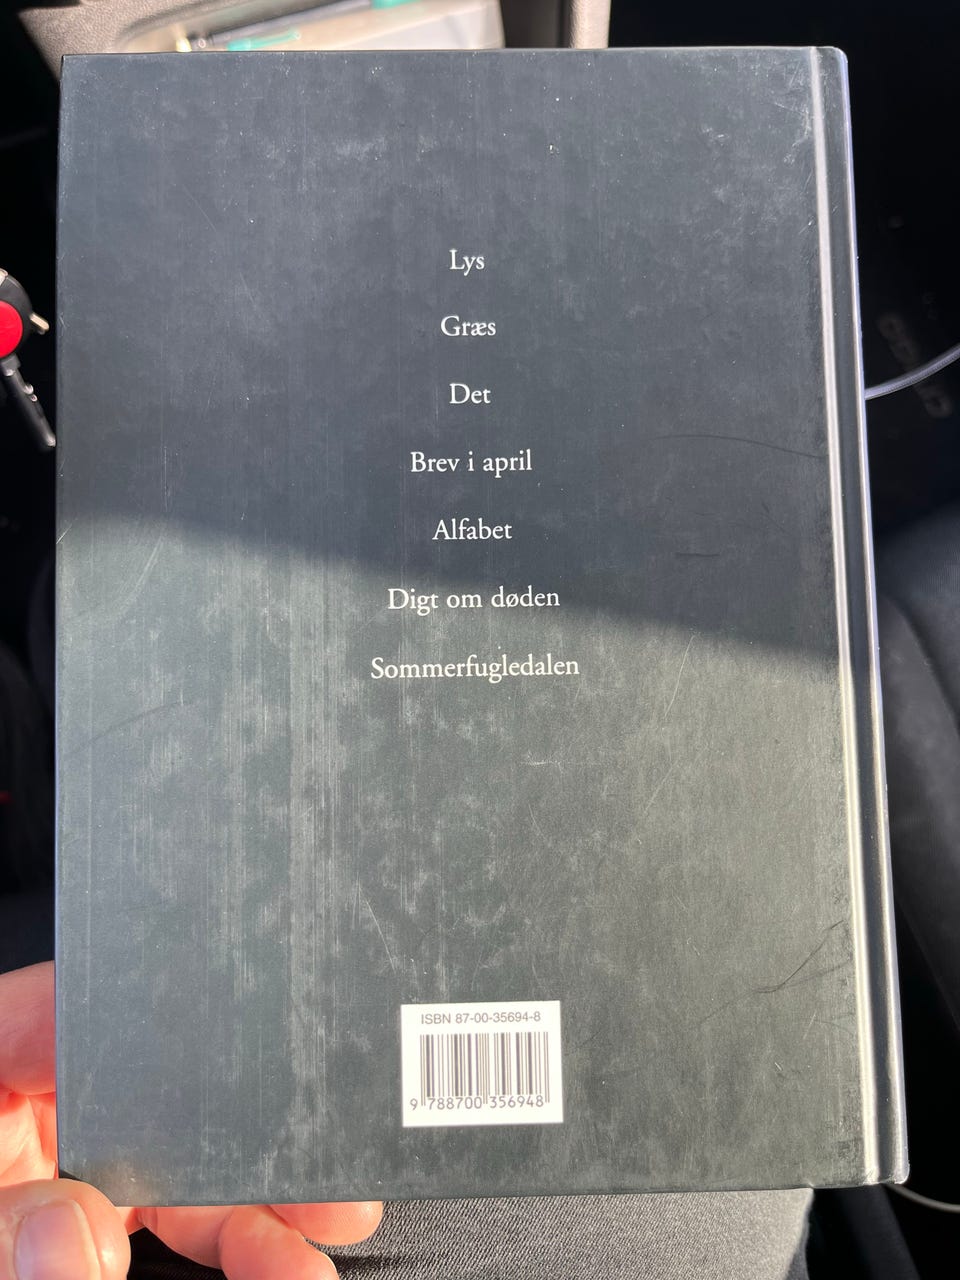 Lys
Græs
Det
Brev i april
Alfabet
Digt om døden
Sommerfugledalen
ISBN 87-00-35694-8
9 788700 356948